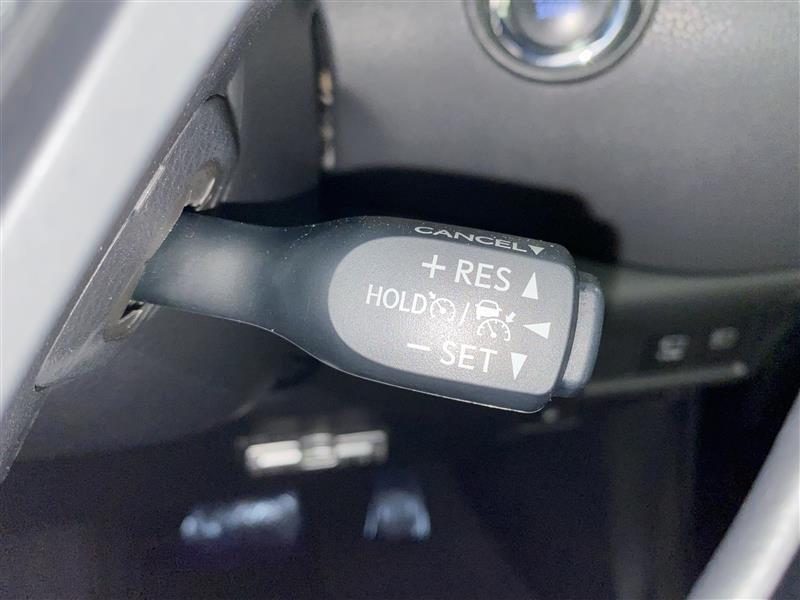 CANCEL▼
+ RES ▲
HOLD / ◀
− SET ▼